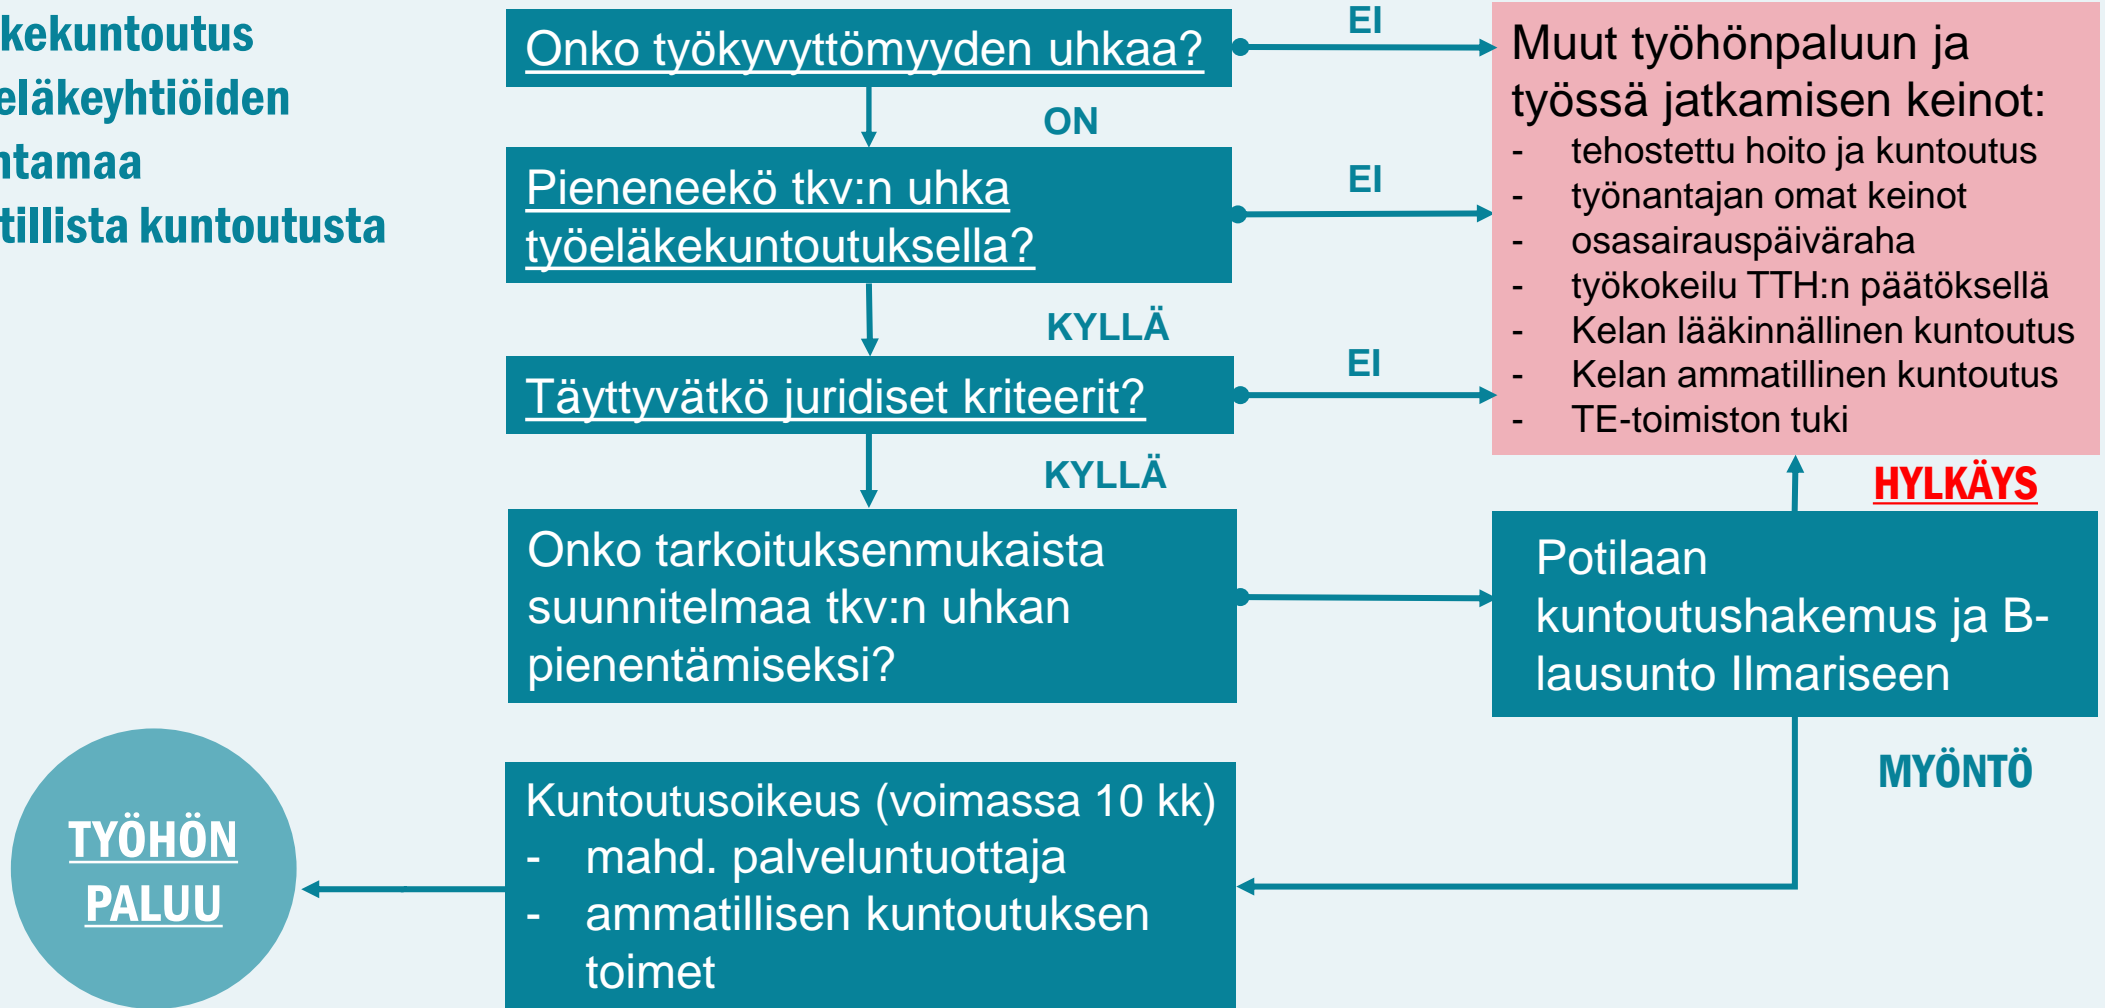 kekuntoutus
eläkeyhtiöiden
ntamaa
tillista kuntoutusta
Onko työkyvyttömyyden uhkaa?
EI
ON
Pieneneekö tkv:n uhka
työeläkekuntoutuksella?
EI
KYLLÄ
Täyttyvätkö juridiset kriteerit?
EI
KYLLÄ
Onko tarkoituksenmukaista
suunnitelmaa tkv:n uhkan
pienentämiseksi?
Muut työhönpaluun ja
työssä jatkamisen keinot:
- tehostettu hoito ja kuntoutus
- työnantajan omat keinot
- osasairauspäiväraha
- työkokeilu TTH:n päätöksellä
- Kelan lääkinnällinen kuntoutus
- Kelan ammatillinen kuntoutus
- TE-toimiston tuki
HYLKÄYS
Potilaan
kuntoutushakemus ja B-
lausunto Ilmariseen
MYÖNTÖ
Kuntoutusoikeus (voimassa 10 kk)
- mahd. palveluntuottaja
- ammatillisen kuntoutuksen
toimet
TYÖHÖN
PALUU